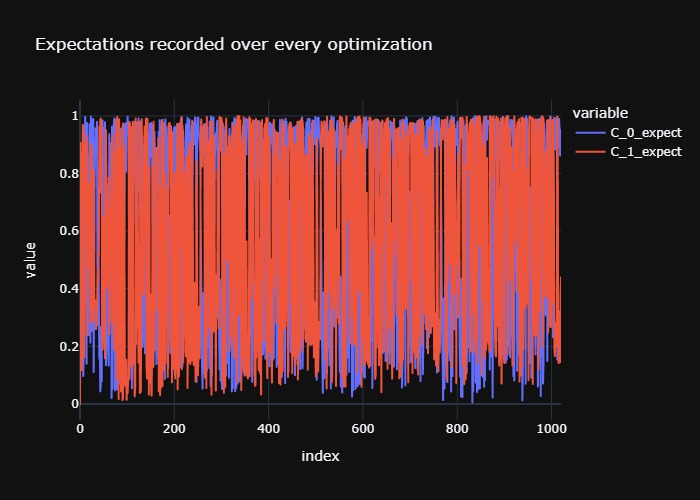 Expectations recorded over every optimization
variable
C_0_expect
C_1_expect
1
0.8
0.6
0.4
0.2
0
value
0 200 400 600 800 1000
index